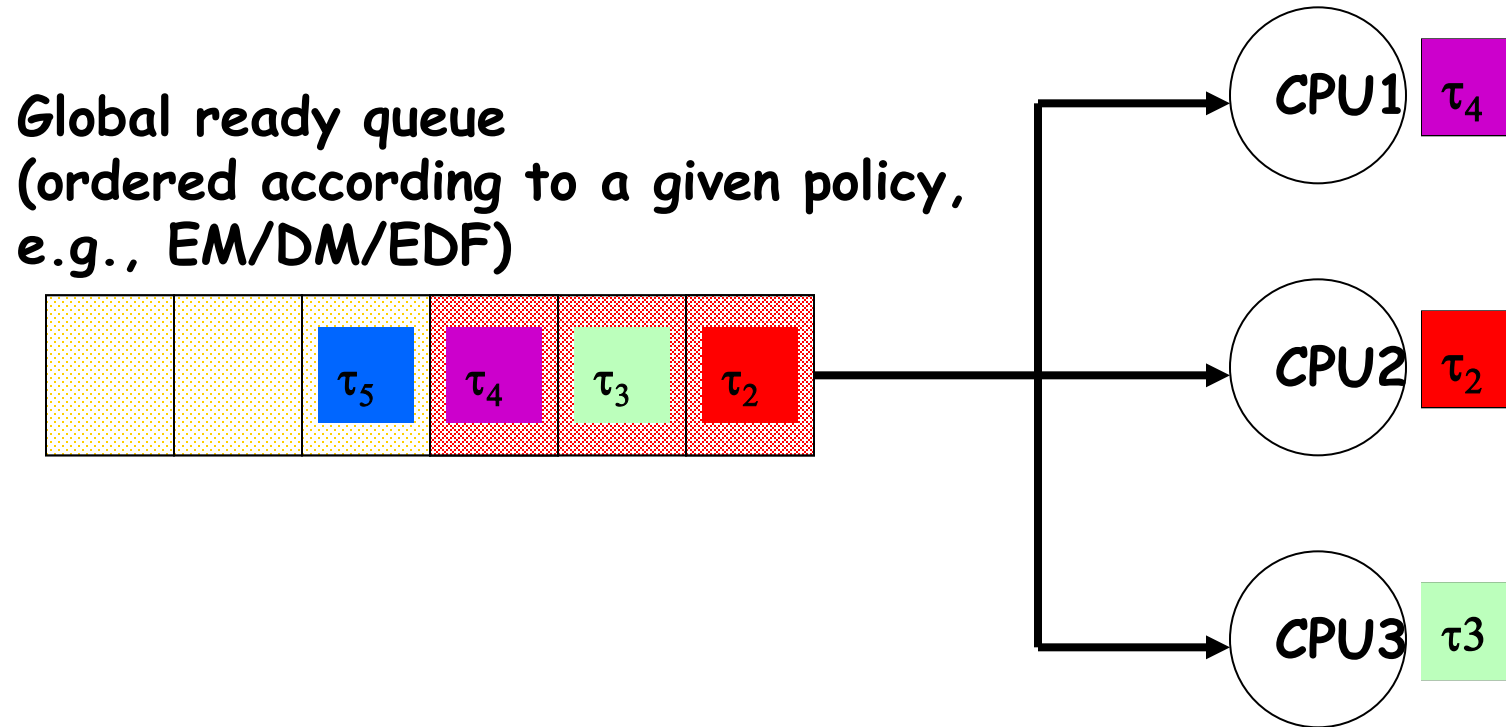 Global ready queue
(ordered according to a given policy,
e.g., EM/DM/EDF)
τ5 τ4 τ3 τ2
CPU1 τ4
CPU2 τ2
CPU3 τ3